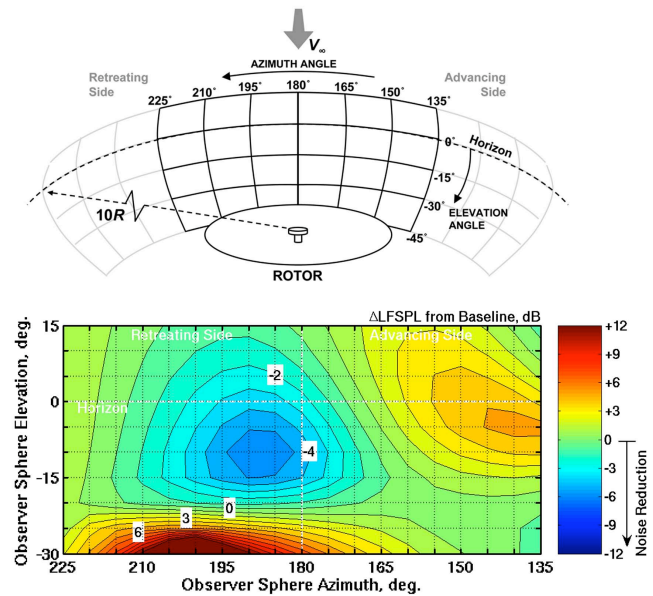 V∞
AZIMUTH ANGLE
Retreating Side
Advancing Side
225° 210° 195° 180° 165° 150° 135°
0°
Horizon
-15°
-30°
-45°
ELEVATION ANGLE
10R
ROTOR
ΔLFSPL from Baseline, dB
Retreating Side
Advancing Side
Horizon
-2
-4
0
3
6
15
0
-15
-30
Observer Sphere Elevation, deg.
225 210 195 180 165 150 135
Observer Sphere Azimuth, deg.
+12
+9
+6
+3
0
-3
-6
-9
-12
Noise Reduction